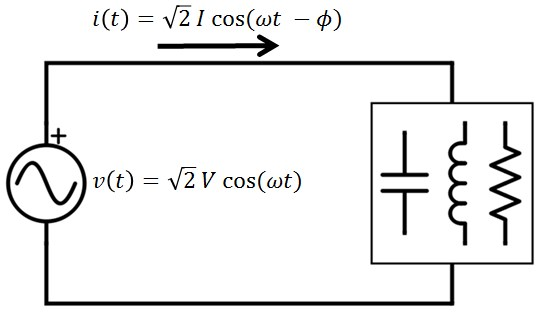 i(t) = √2 I cos(ωt − ϕ)
+
v(t) = √2 V cos(ωt)